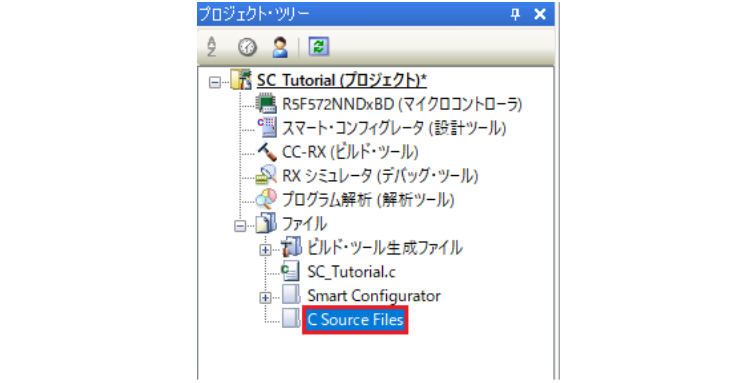 プロジェクト・ツリー
SC_Tutorial (プロジェクト)*
R5F572NNDxBD (マイクロコントローラ)
スマート・コンフィグレータ (設計ツール)
CC-RX (ビルド・ツール)
RX シミュレータ (デバッグ・ツール)
プログラム解析 (解析ツール)
ファイル
ビルド・ツール生成ファイル
SC_Tutorial.c
Smart Configurator
C Source Files